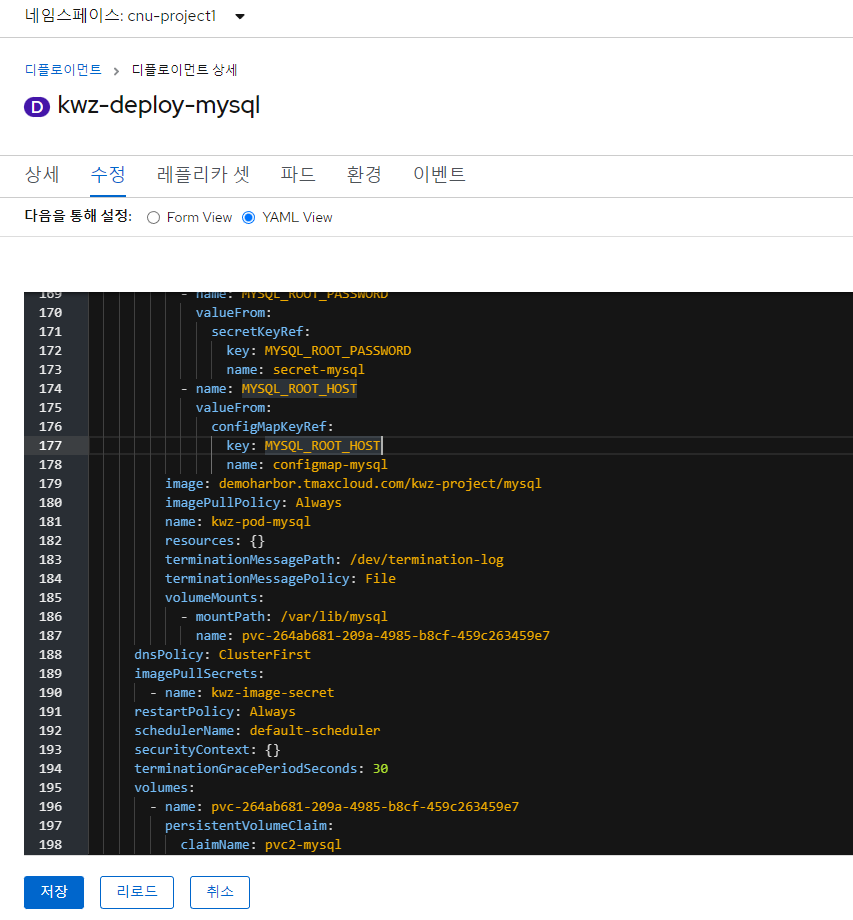 네임스페이스: cnu-project1
디플로이먼트 > 디플로이먼트 상세
D kwz-deploy-mysql
상세 수정 레플리카 셋 파드 환경 이벤트
다음을 통해 설정: Form View YAML View
169 - name: MYSQL_ROOT_PASSWORD
170 valueFrom:
171 secretKeyRef:
172 key: MYSQL_ROOT_PASSWORD
173 name: secret-mysql
174 - name: MYSQL_ROOT_HOST
175 valueFrom:
176 configMapKeyRef:
177 key: MYSQL_ROOT_HOST
178 name: configmap-mysql
179 image: demoharbor.tmaxcloud.com/kwz-project/mysql
180 imagePullPolicy: Always
181 name: kwz-pod-mysql
182 resources: {}
183 terminationMessagePath: /dev/termination-log
184 terminationMessagePolicy: File
185 volumeMounts:
186 - mountPath: /var/lib/mysql
187 name: pvc-264ab681-209a-4985-b8cf-459c263459e7
188 dnsPolicy: ClusterFirst
189 imagePullSecrets:
190 - name: kwz-image-secret
191 restartPolicy: Always
192 schedulerName: default-scheduler
193 securityContext: {}
194 terminationGracePeriodSeconds: 30
195 volumes:
196 - name: pvc-264ab681-209a-4985-b8cf-459c263459e7
197 persistentVolumeClaim:
198 claimName: pvc2-mysql
저장 리로드 취소